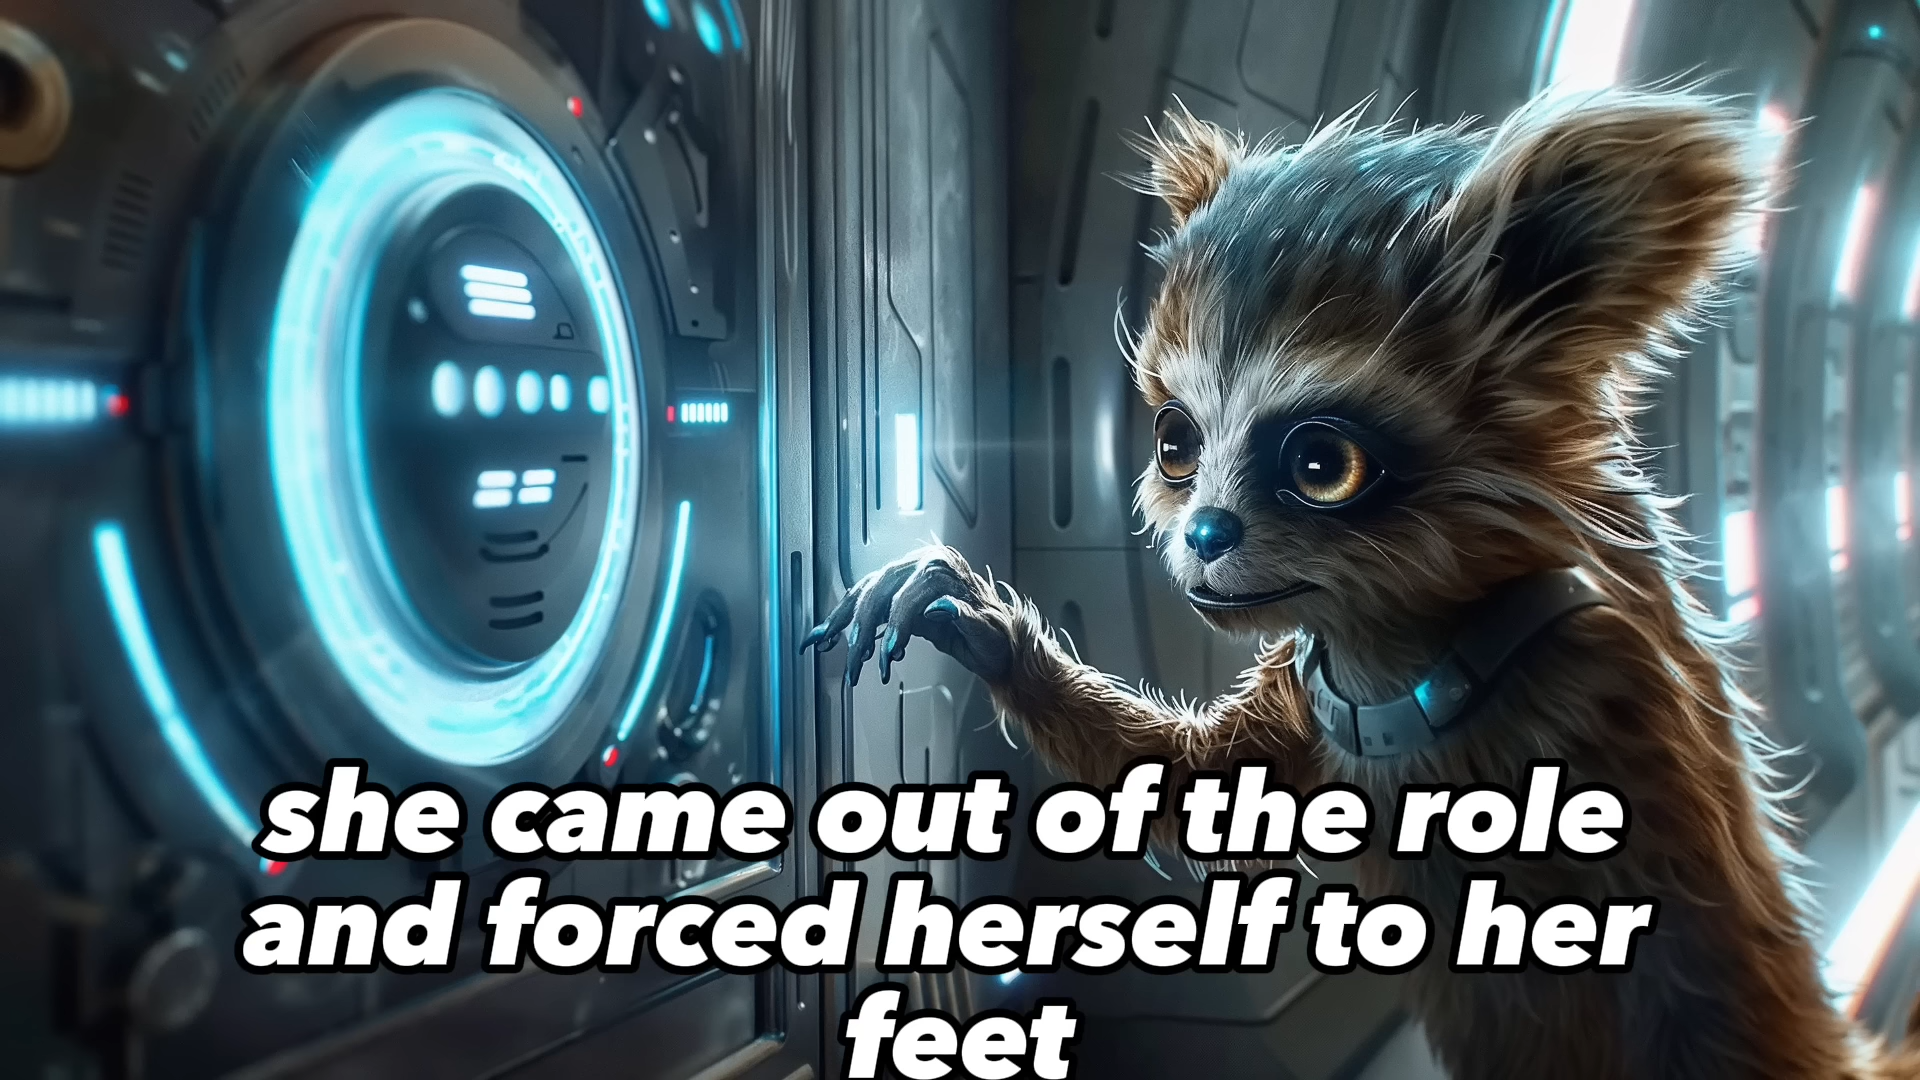 she came out of the role
and forced herself to her
feet